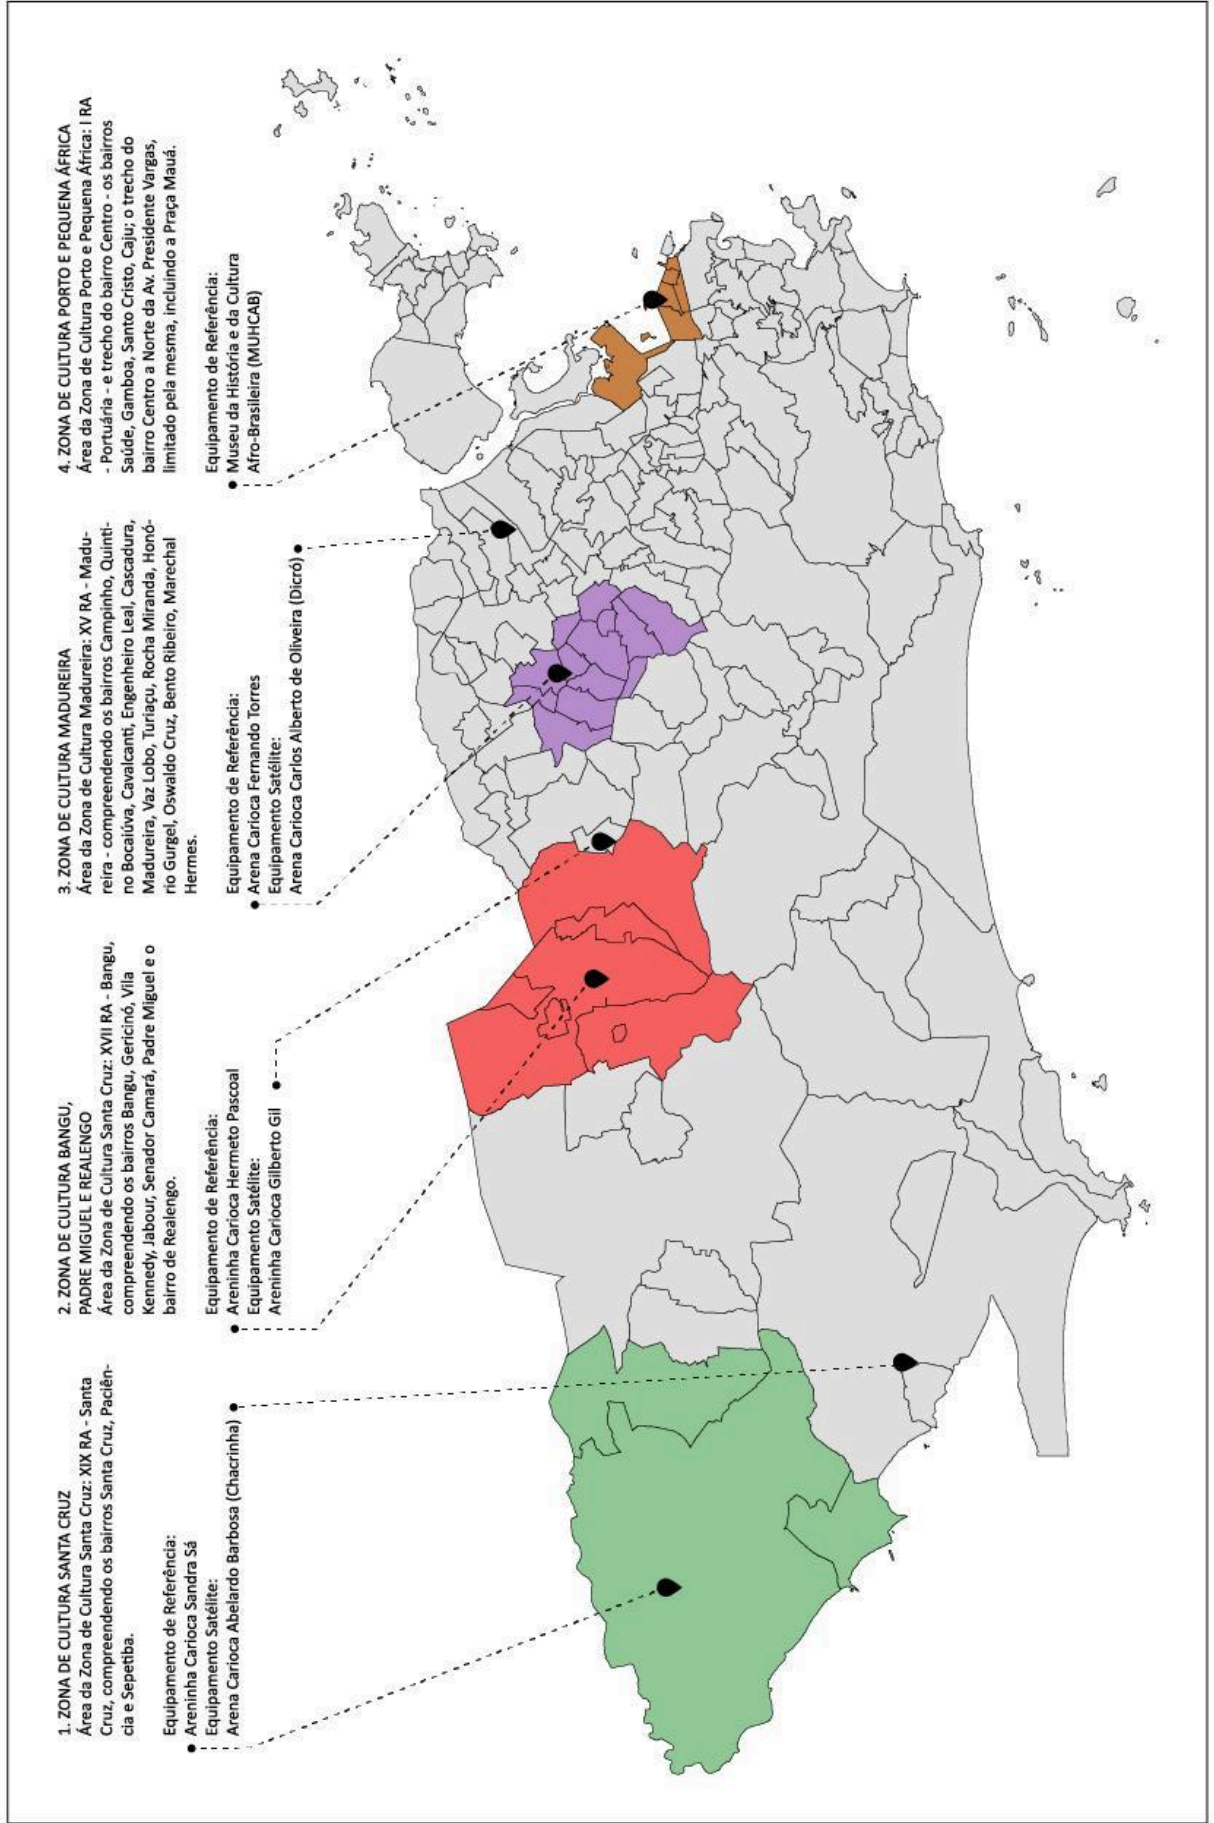 1. ZONA DE CULTURA SANTA CRUZ
Área da Zona de Cultura Santa Cruz: XIX RA - Santa
Cruz, compreendendo os bairros Santa Cruz, Paciên-
cia e Sepetiba.
Equipamento de Referência:
Areninha Carioca Sandra Sá
Equipamento Satélite:
Arena Carioca Abelardo Barbosa (Chacrinha)
2. ZONA DE CULTURA BANGU,
PADRE MIGUEL E REALENGO
Área da Zona de Cultura Santa Cruz: XVII RA - Bangu,
compreendendo os bairros Bangu, Gericinó, Vila
Kennedy, Jabour, Senador Camará, Padre Miguel e o
bairro de Realengo.
Equipamento de Referência:
Areninha Carioca Hermeto Pascoal
Equipamento Satélite:
Areninha Carioca Gilberto Gil
3. ZONA DE CULTURA MADUREIRA
Área da Zona de Cultura Madureira: XV RA - Madu-
reira - compreendendo os bairros Campinho, Quinti-
no Bocaiúva, Cavalcanti, Engenheiro Leal, Cascadura,
Madureira, Vaz Lobo, Turiaçu, Rocha Miranda, Honó-
rio Gurgel, Oswaldo Cruz, Bento Ribeiro, Marechal
Hermes.
Equipamento de Referência:
Arena Carioca Fernando Torres
Equipamento Satélite:
Arena Carioca Carlos Alberto de Oliveira (Dicró)
4. ZONA DE CULTURA PORTO E PEQUENA ÁFRICA
Área da Zona de Cultura Porto e Pequena África: I RA
- Portuária - e trecho do bairro Centro - os bairros
Saúde, Gamboa, Santo Cristo, Caju; o trecho do
bairro Centro a Norte da Av. Presidente Vargas,
limitado pela mesma, incluindo a Praça Mauá.
Equipamento de Referência:
Museu da História e da Cultura
Afro-Brasileira (MUHCAB)